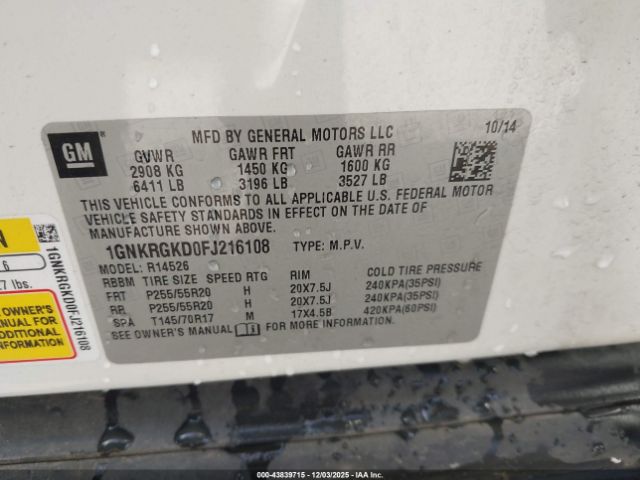 GM
MFD BY GENERAL MOTORS LLC
10/14
GVWR GAWR FRT GAWR RR
2908 KG 1450 KG 1600 KG
6411 LB 3196 LB 3527 LB
THIS VEHICLE CONFORMS TO ALL APPLICABLE U.S. FEDERAL MOTOR
VEHICLE SAFETY STANDARDS IN EFFECT ON THE DATE OF
MANUFACTURE SHOWN ABOVE.
1GNKRGKD0FJ216108 TYPE: M.P.V.
MODEL: R14526
RBBM TIRE SIZE SPEED RTG RIM COLD TIRE PRESSURE
FRT P255/55R20 H 20X7.5J 240KPA(35PSI)
RR P255/55R20 H 20X7.5J 240KPA(35PSI)
SPA T145/70R17 M 17X4.5B 420KPA(60PSI)
SEE OWNER'S MANUAL FOR MORE INFORMATION.
N
6
7 lbs.
OWNER'S
MANUAL FOR
ADDITIONAL
INFORMATION
1GNKRGKD0FJ216108
000-43839715 - 12/03/2025 - IAAI, Inc.